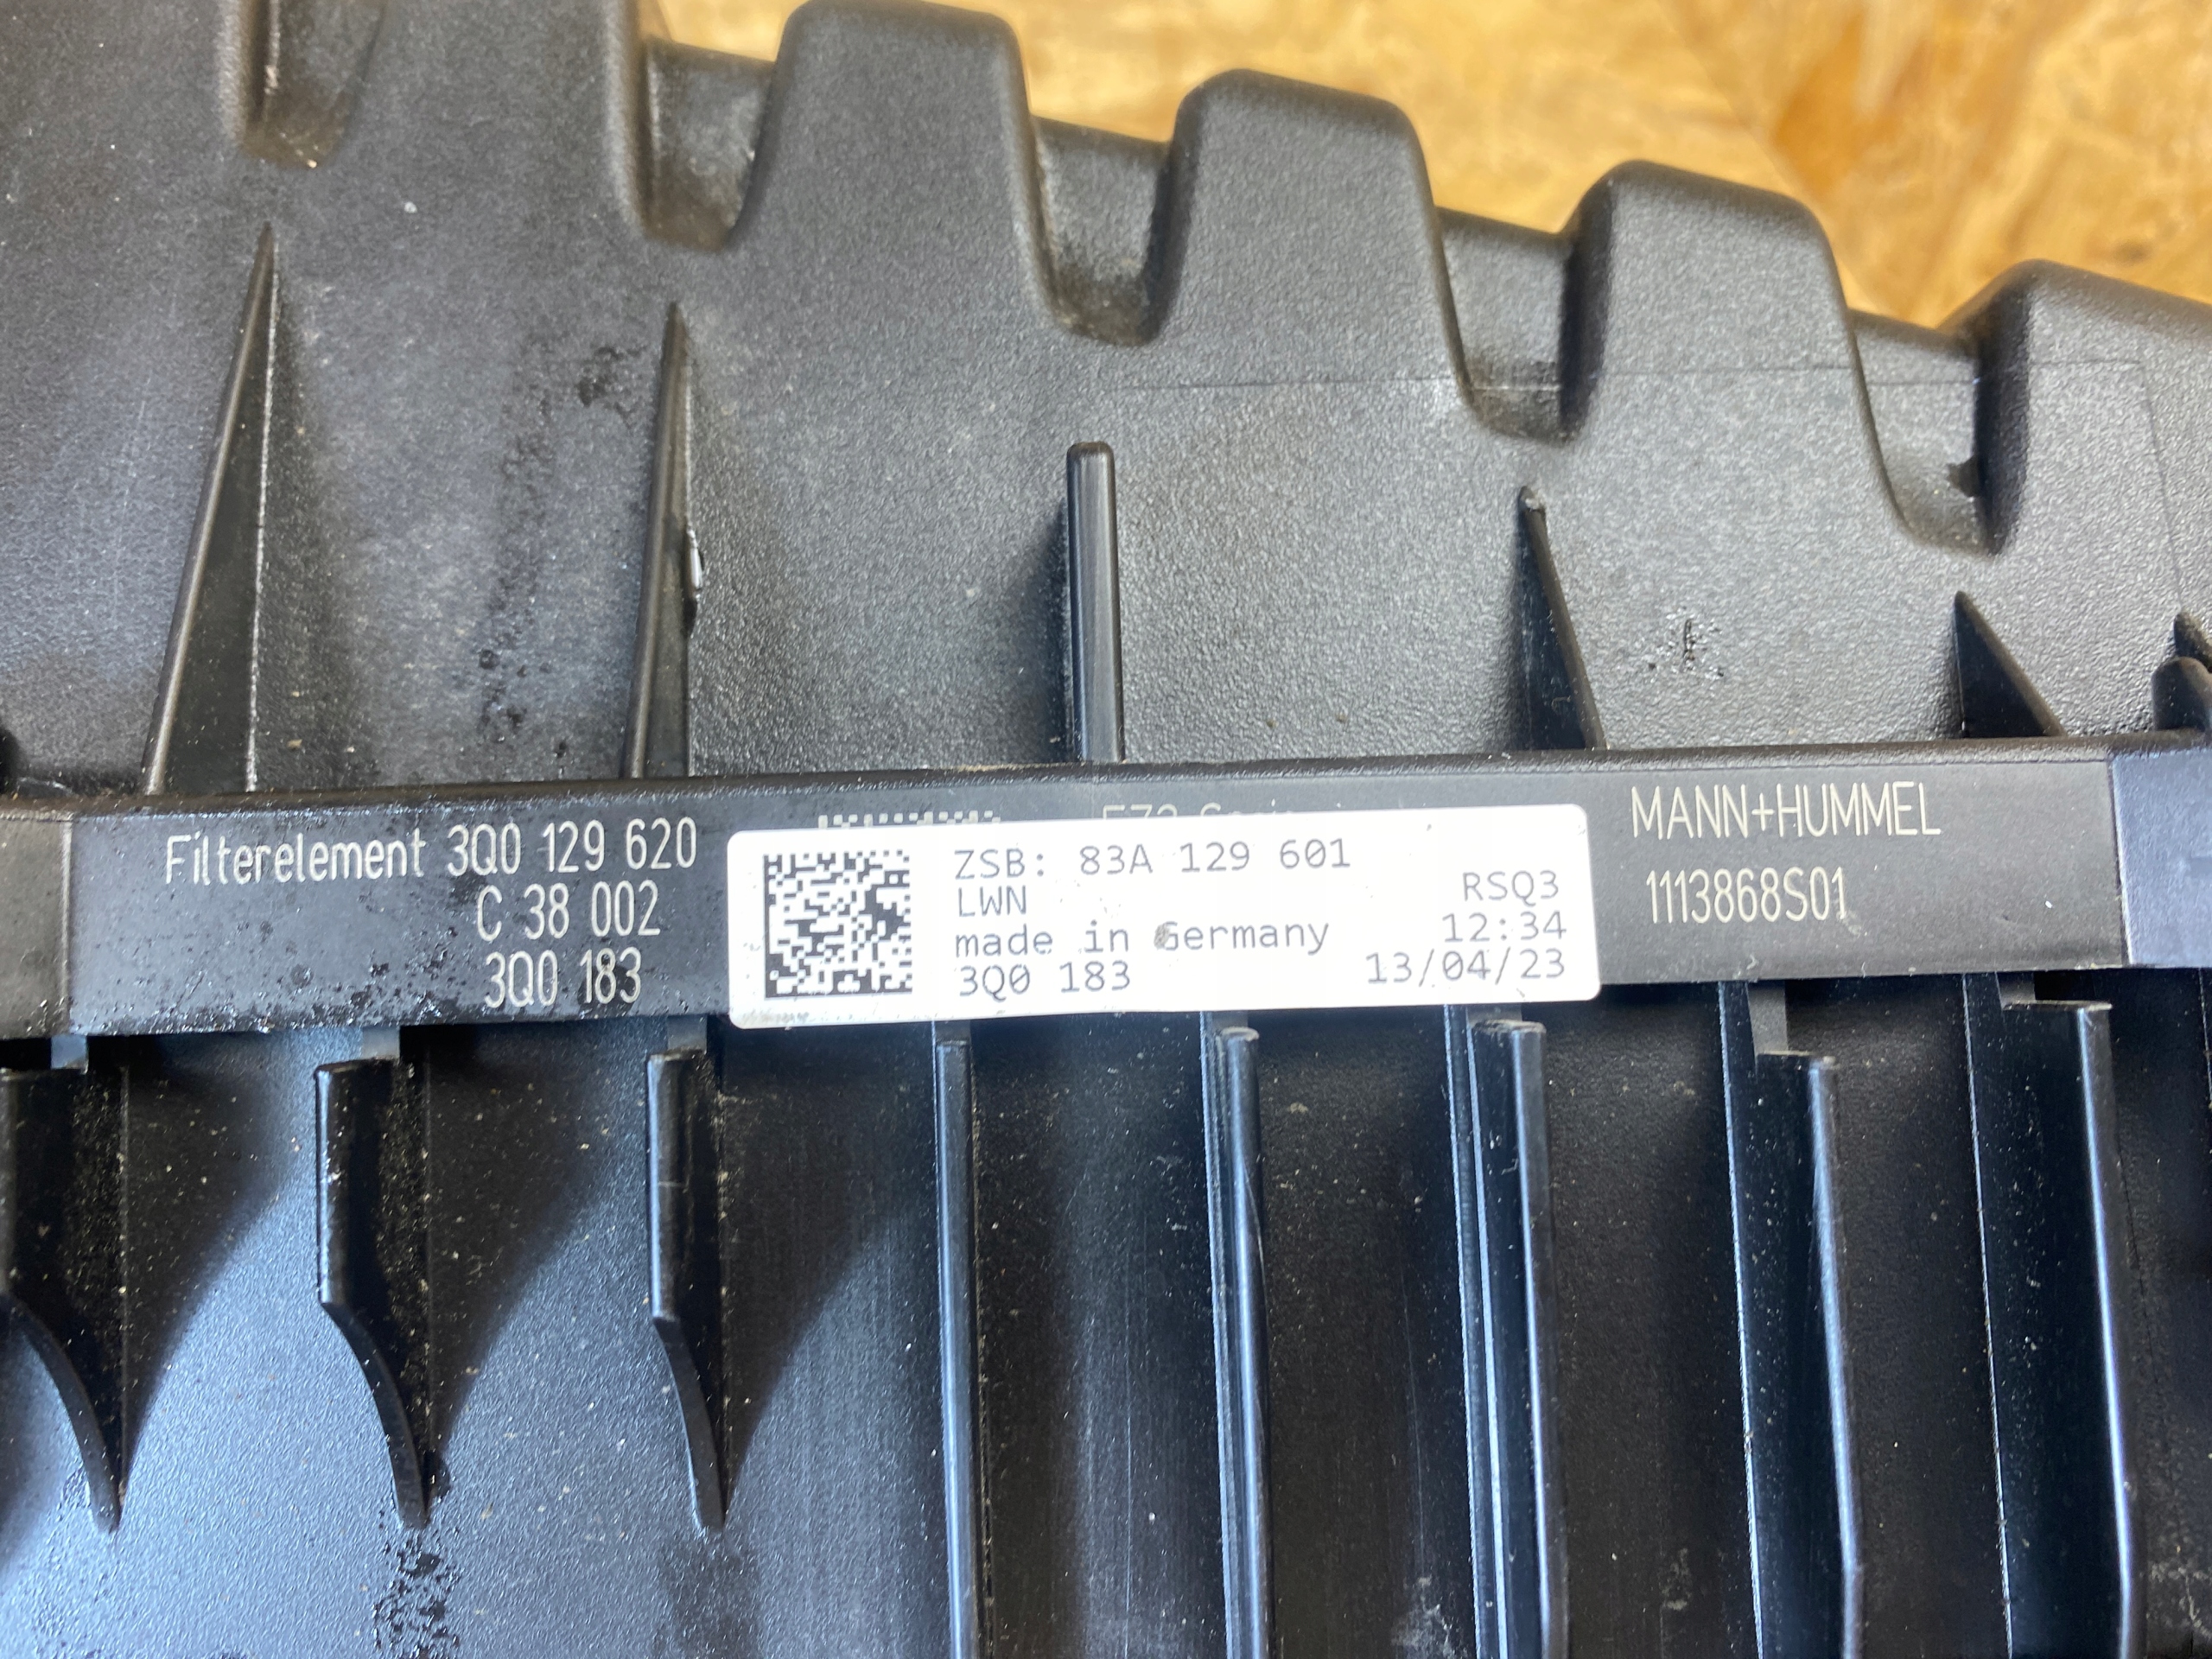 Filterelement 3Q0 129 620
C 38 002
3Q0 183
ZSB: 83A 129 601
LWN
RSQ3
made in Germany
12:34
3Q0 183
13/04/23
MANN+HUMMEL
1113868S01